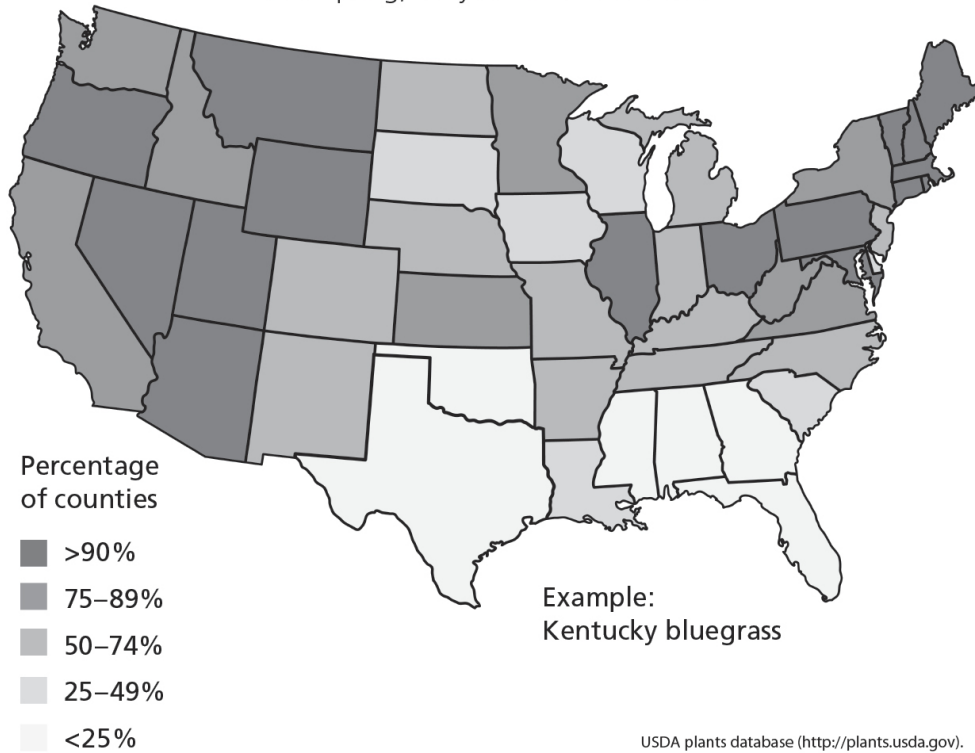 Percentage
of counties
>90%
75–89%
50–74%
25–49%
<25%
Example:
Kentucky bluegrass
USDA plants database (http://plants.usda.gov).